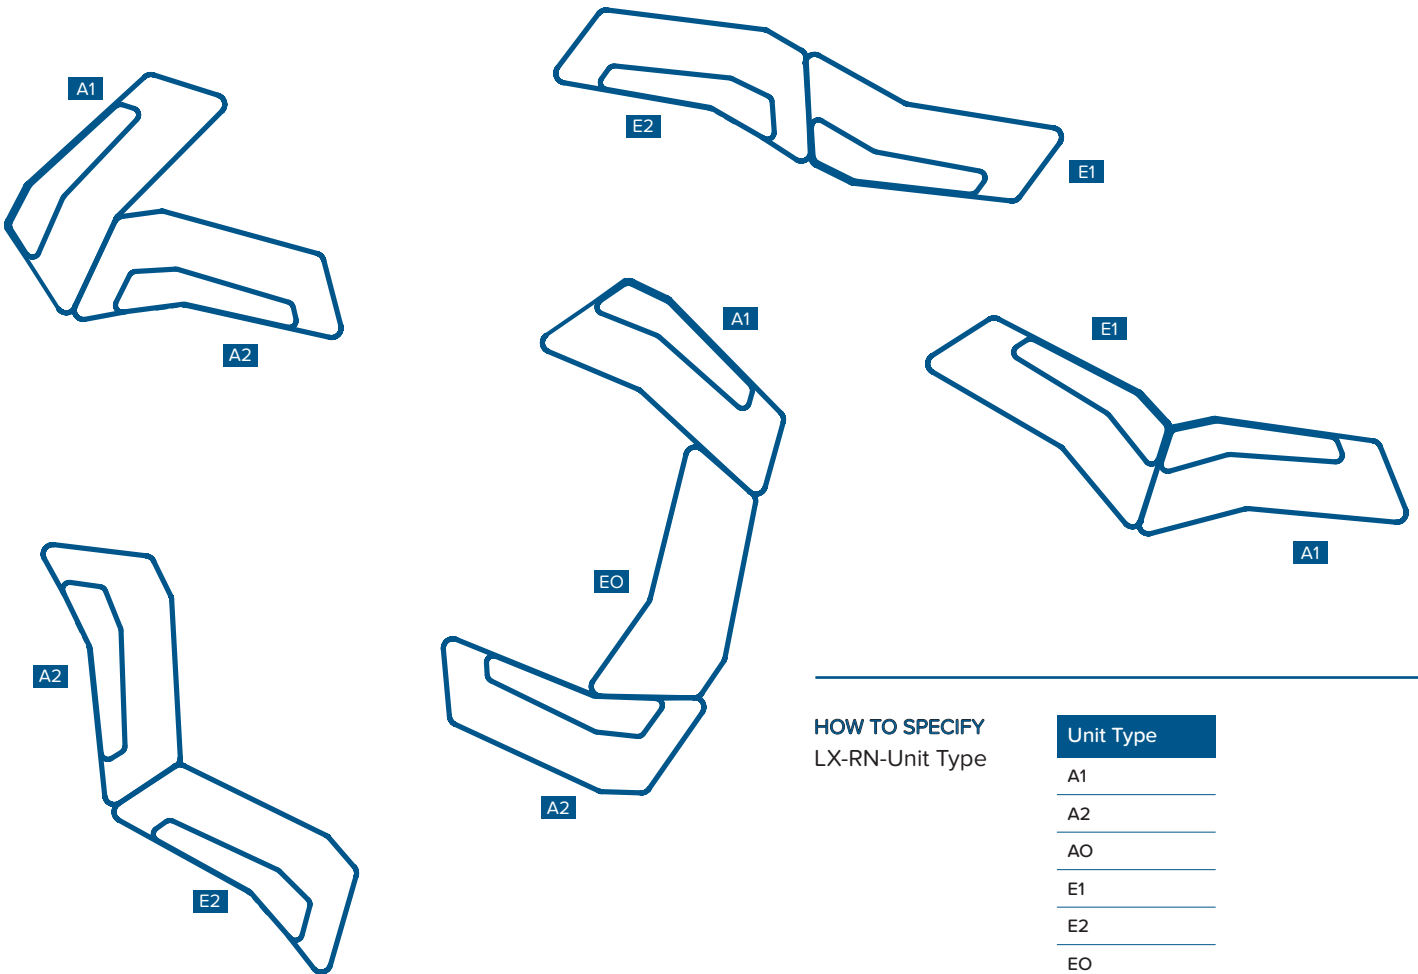 A1
E2
E1
A2
A1
E1
A1
EO
A2
A2
E2
HOW TO SPECIFY
LX-RN-Unit Type
Unit Type
A1
A2
AO
E1
E2
EO